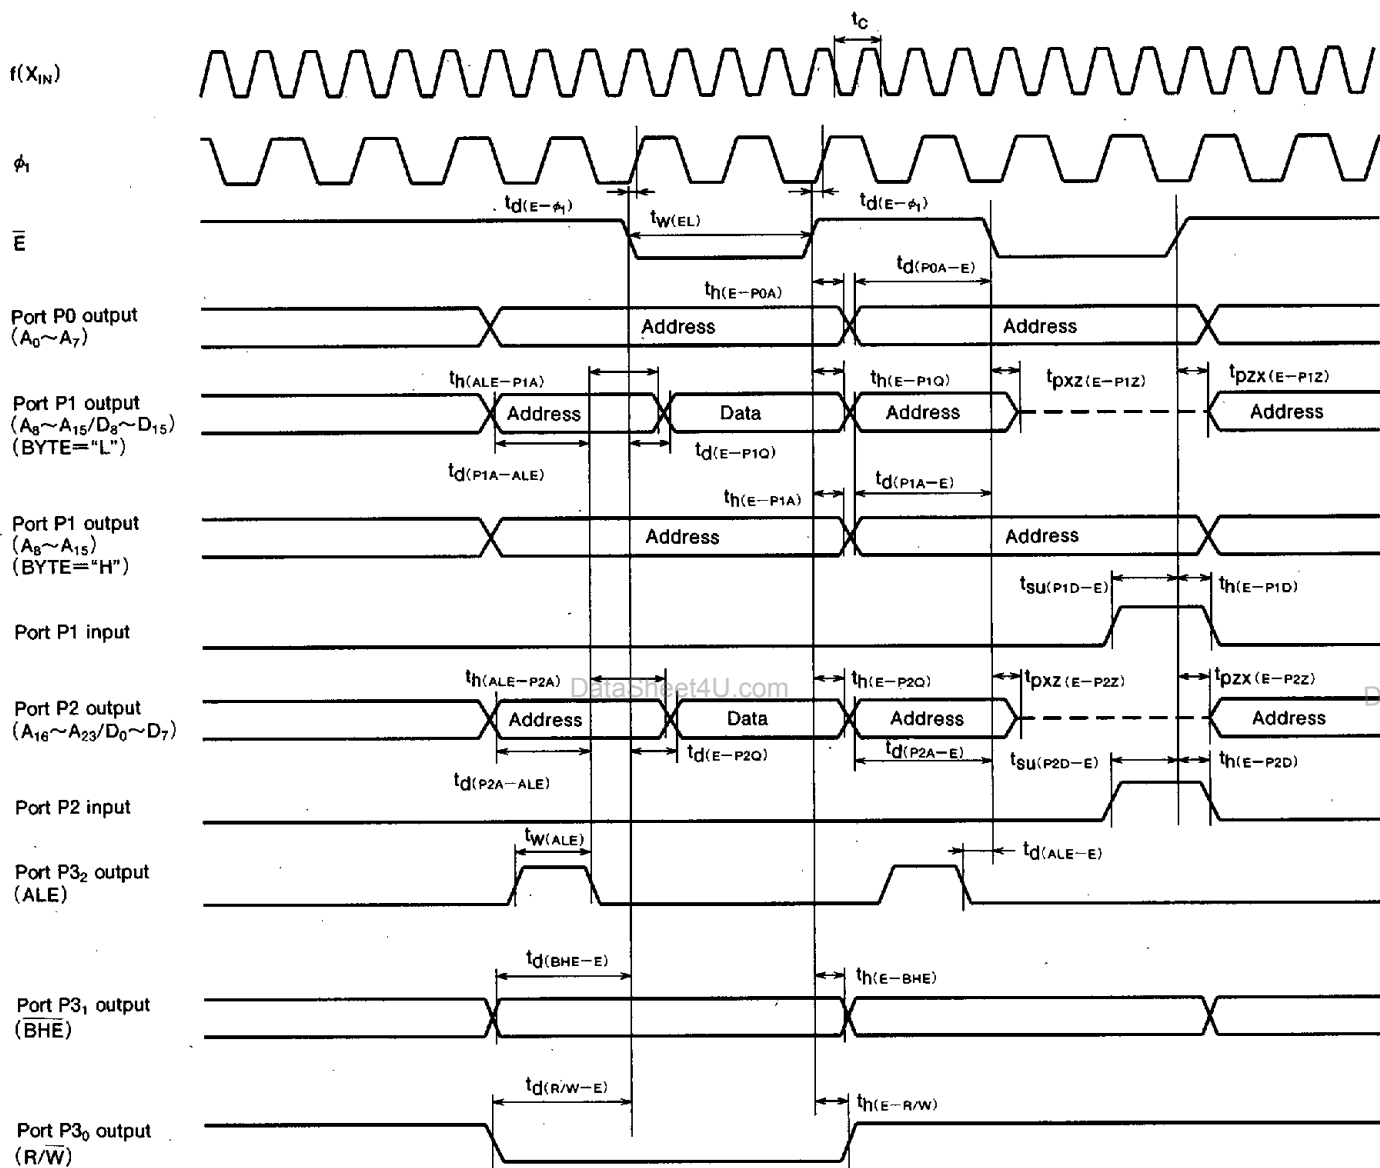 tC
f(XIN)
ϕ1
td(E−ϕ1) tw(EL) td(E−ϕ1)
E̅
th(E−P0A) td(P0A−E)
Port P0 output
(A0~A7)
Address Address
th(ALE−P1A) th(E−P1Q) tpxz(E−P1Z) tpzx(E−P1Z)
Port P1 output
(A8~A15/D8~D15)
(BYTE="L")
Address Data Address Address
td(P1A−ALE) td(E−P1Q)
th(E−P1A) td(P1A−E)
Port P1 output
(A8~A15)
(BYTE="H")
Address Address
tsu(P1D−E) th(E−P1D)
Port P1 input
th(ALE−P2A) DataSheet4U.com th(E−P2Q) tpxz(E−P2Z) tpzx(E−P2Z)
D
Port P2 output
(A16~A23/D0~D7)
Address Data Address Address
td(P2A−ALE) td(E−P2Q) td(P2A−E) tsu(P2D−E) th(E−P2D)
Port P2 input
tw(ALE) td(ALE−E)
Port P32 output
(ALE)
td(BHE−E) th(E−BHE)
Port P31 output
(B̅H̅E̅)
td(R/W−E) th(E−R/W)
Port P30 output
(R/W̅)